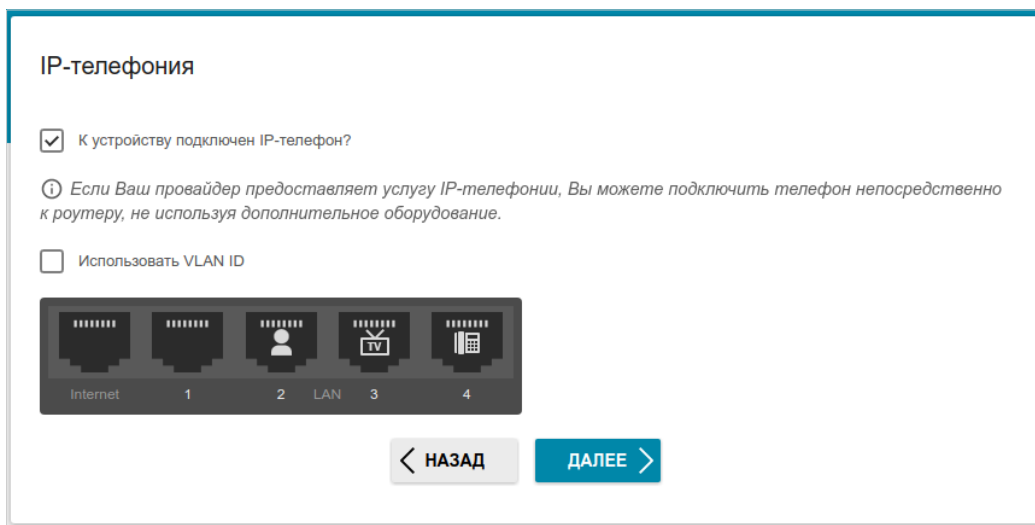 IP-телефония
К устройству подключен IP-телефон?
Если Ваш провайдер предоставляет услугу IP-телефонии, Вы можете подключить телефон непосредственно
к роутеру, не используя дополнительное оборудование.
Использовать VLAN ID
TV
Internet 1 2 LAN 3 4
НАЗАД ДАЛЕЕ